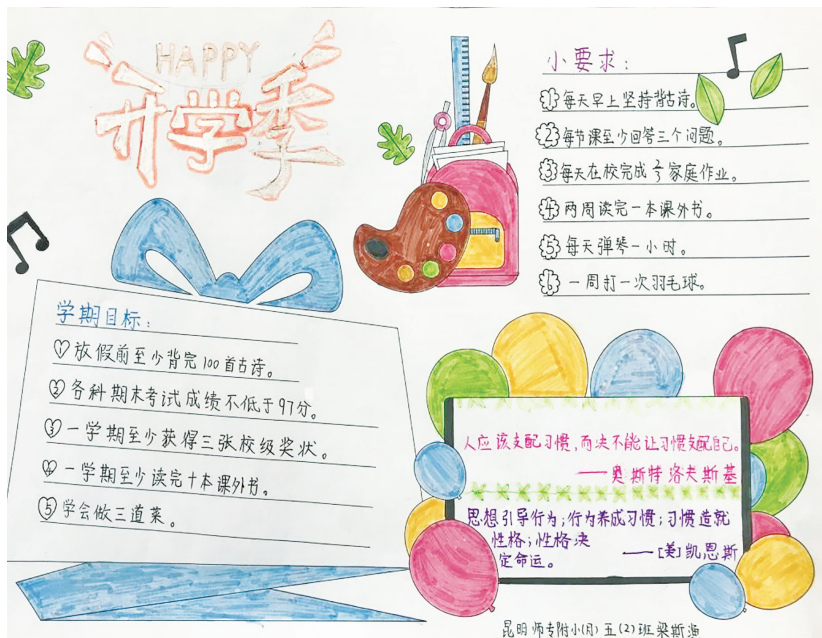 HAPPY
开学季
小要求：
①每天早上坚持背古诗。
②每节课至少回答三个问题。
③每天在校完成2/3家庭作业。
④两周读完一本课外书。
⑤每天弹琴一小时。
⑥一周打一次羽毛球。
学期目标：
①放假前至少背完100首古诗。
②各科期末考试成绩不低于97分。
③一学期至少获得三张校级奖状。
④一学期至少读完十本课外书。
⑤学会做三道菜。
人应该支配习惯，而决不能让习惯支配自己。
——奥斯特洛夫斯基
思想引导行为；行为养成习惯；习惯造就
性格；性格决
定命运。
——[美]凯恩斯
昆明师专附小(月)五(2)班梁斯